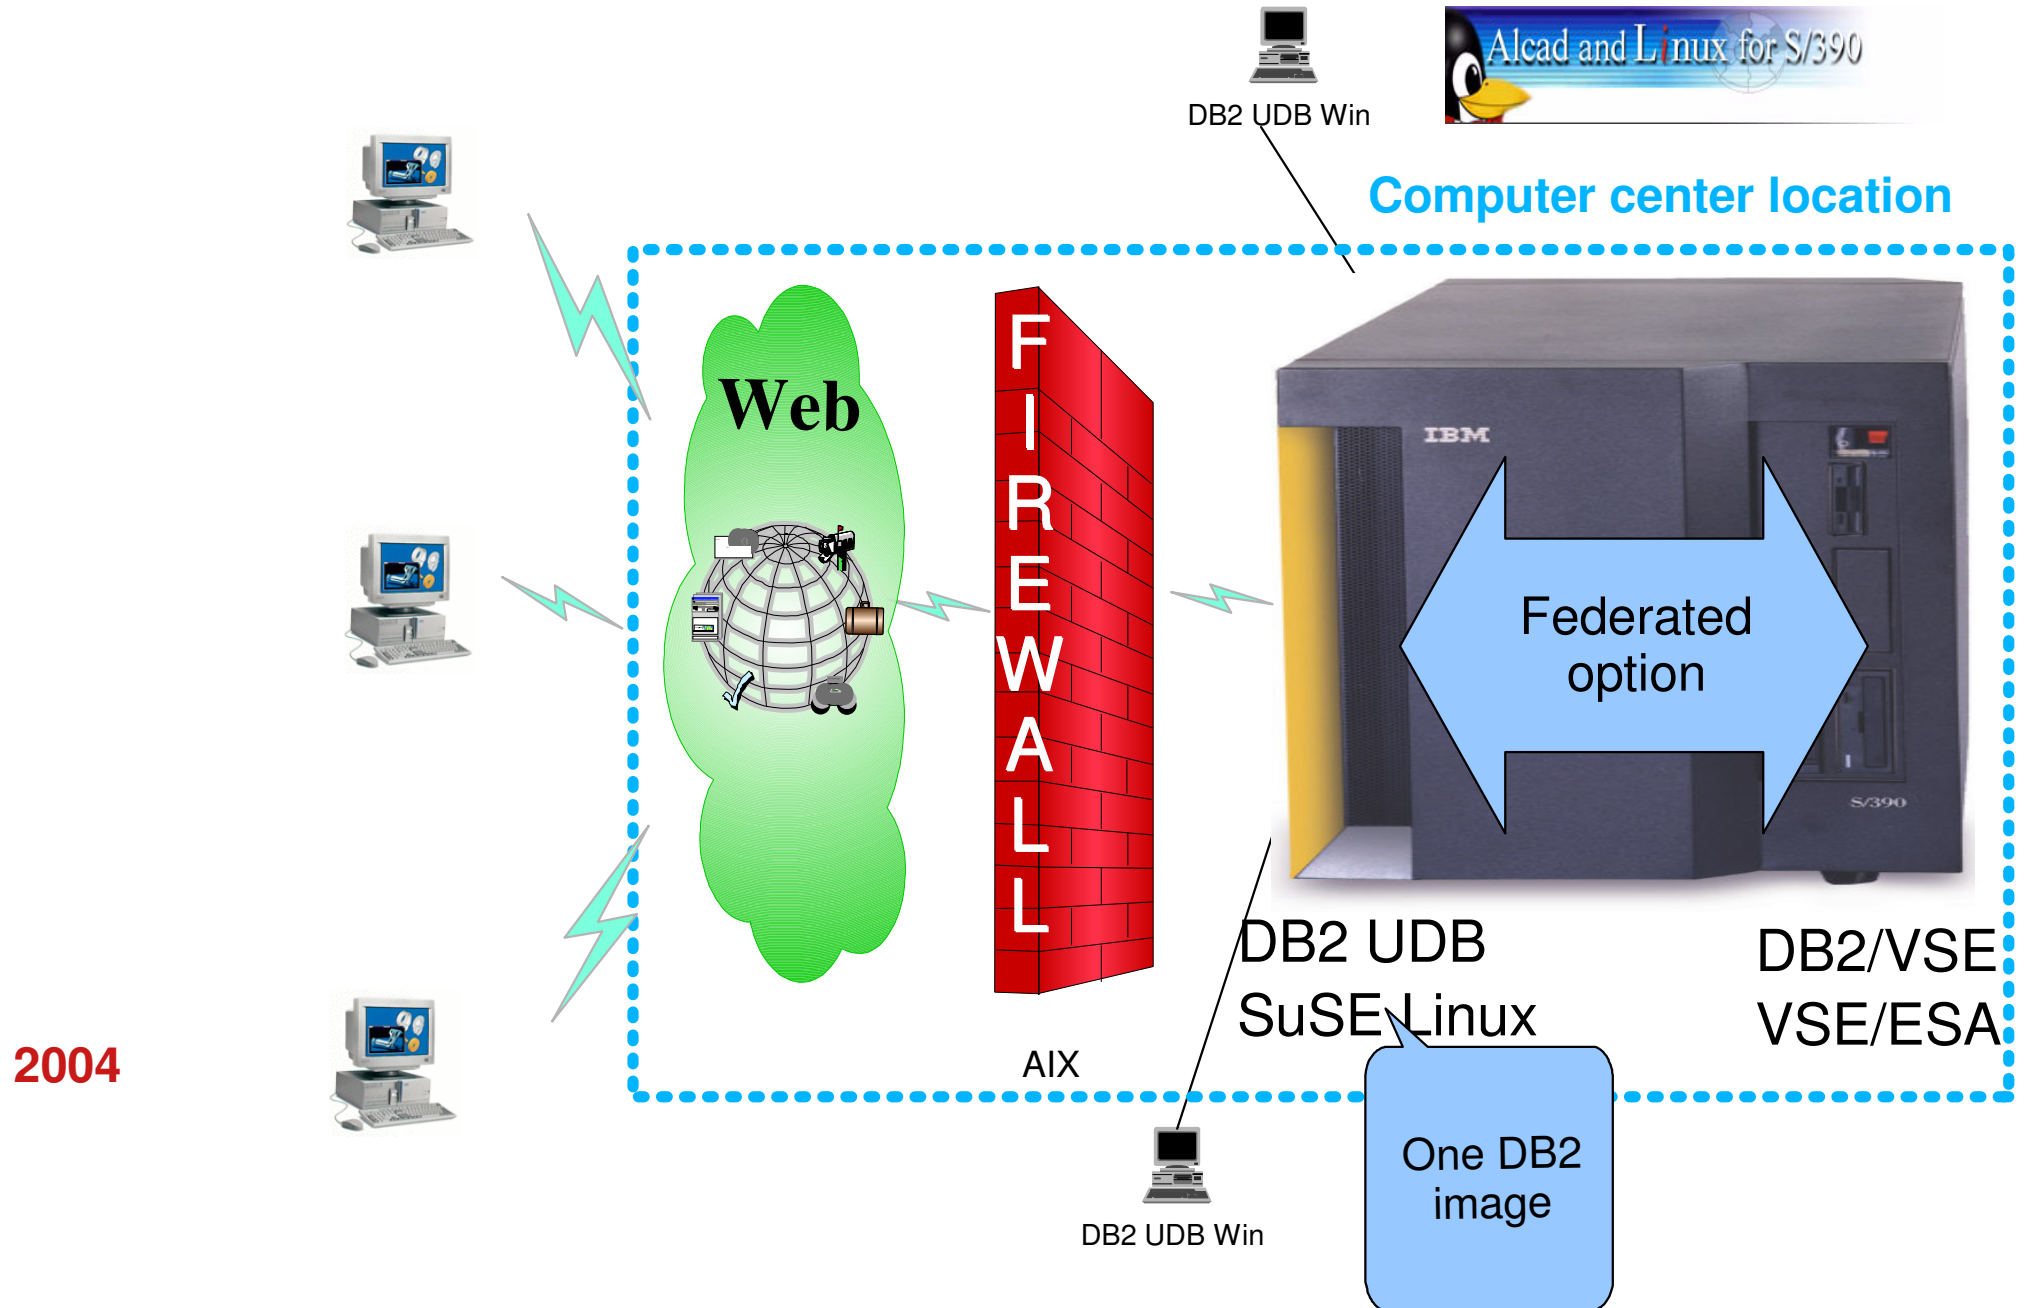 Alcad and Linux for S/390
DB2 UDB Win
Computer center location
Web
FIREWALL
IBM
Federated
option
S/390
DB2 UDB
SuSE Linux
DB2/VSE
VSE/ESA
AIX
2004
One DB2
image
DB2 UDB Win